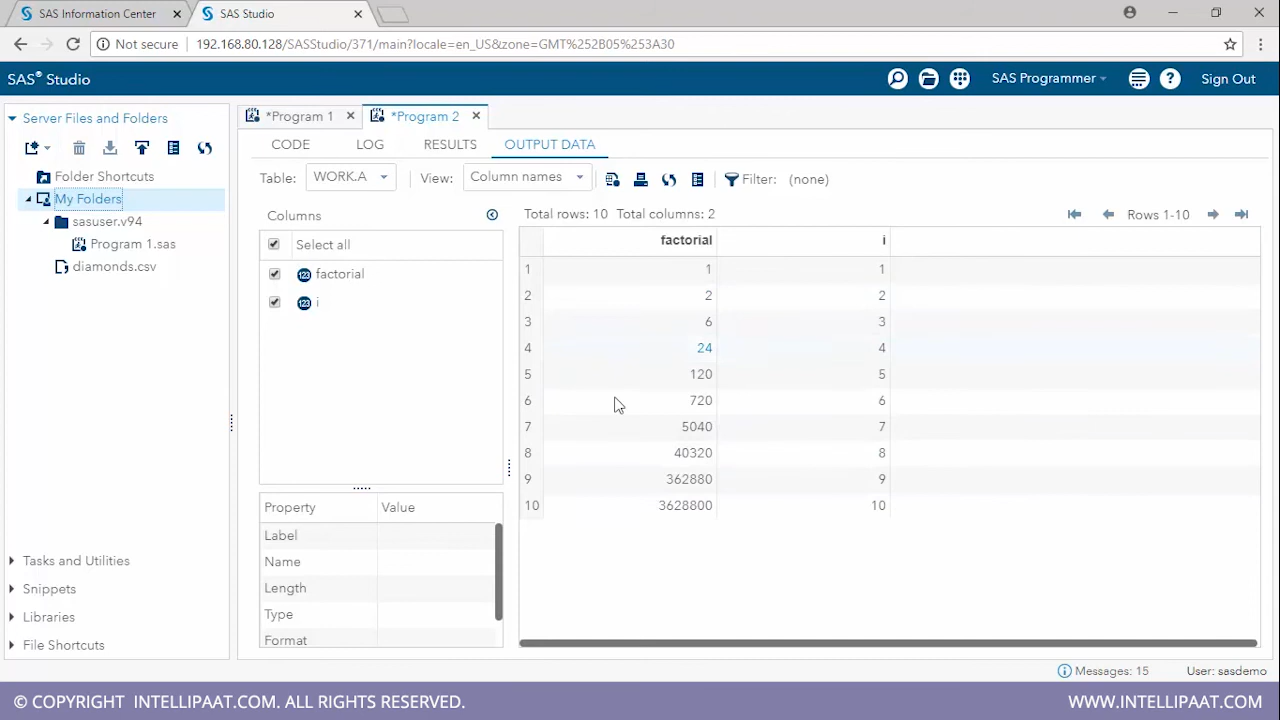 SAS Information Center
SAS Studio
Not secure 192.168.80.128/SASStudio/371/main?locale=en_US&zone=GMT%252B05%253A30
SAS® Studio
SAS Programmer
Sign Out
Server Files and Folders
Folder Shortcuts
My Folders
sasuser.v94
Program 1.sas
diamonds.csv
Tasks and Utilities
Snippets
Libraries
File Shortcuts
*Program 1
*Program 2
CODE LOG RESULTS OUTPUT DATA
Table: WORK.A View: Column names Filter: (none)
Columns
Select all
factorial
i
Property Value
Label
Name
Length
Type
Format
Total rows: 10 Total columns: 2
Rows 1-10
factorial i
1 1 1
2 2 2
3 6 3
4 24 4
5 120 5
6 720 6
7 5040 7
8 40320 8
9 362880 9
10 3628800 10
Messages: 15
User: sasdemo
© COPYRIGHT INTELLIPAAT.COM. ALL RIGHTS RESERVED.
WWW.INTELLIPAAT.COM